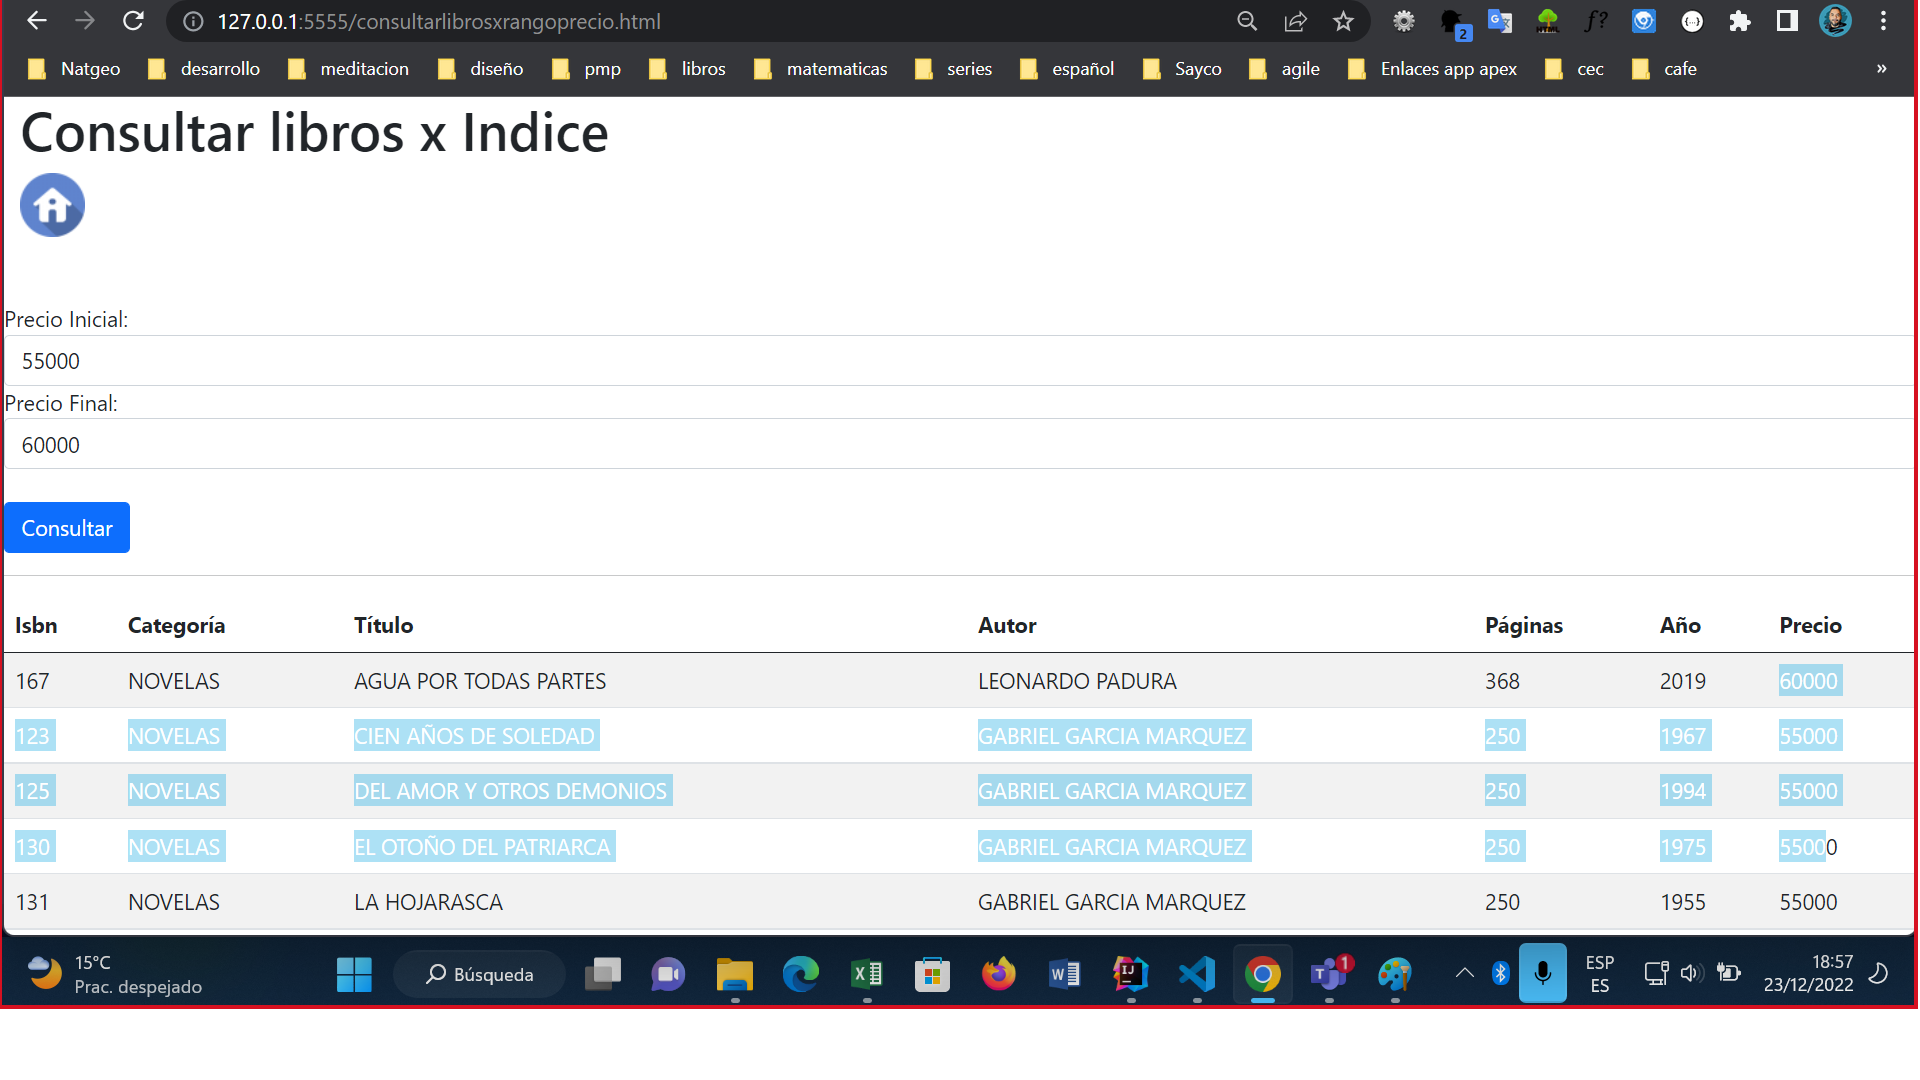 127.0.0.1:5555/consultarlibrosxrangoprecio.html
2
Natgeo desarrollo meditacion diseño pmp libros matematicas series español Sayco agile Enlaces app apex cec cafe »
Consultar libros x Indice
Precio Inicial:
55000
Precio Final:
60000
Consultar
Isbn Categoría Título Autor Páginas Año Precio
167 NOVELAS AGUA POR TODAS PARTES LEONARDO PADURA 368 2019 60000
123 NOVELAS CIEN AÑOS DE SOLEDAD GABRIEL GARCIA MARQUEZ 250 1967 55000
125 NOVELAS DEL AMOR Y OTROS DEMONIOS GABRIEL GARCIA MARQUEZ 250 1994 55000
130 NOVELAS EL OTOÑO DEL PATRIARCA GABRIEL GARCIA MARQUEZ 250 1975 55000
131 NOVELAS LA HOJARASCA GABRIEL GARCIA MARQUEZ 250 1955 55000
15°C
Prac. despejado
Búsqueda
1
ESP
ES
18:57
23/12/2022